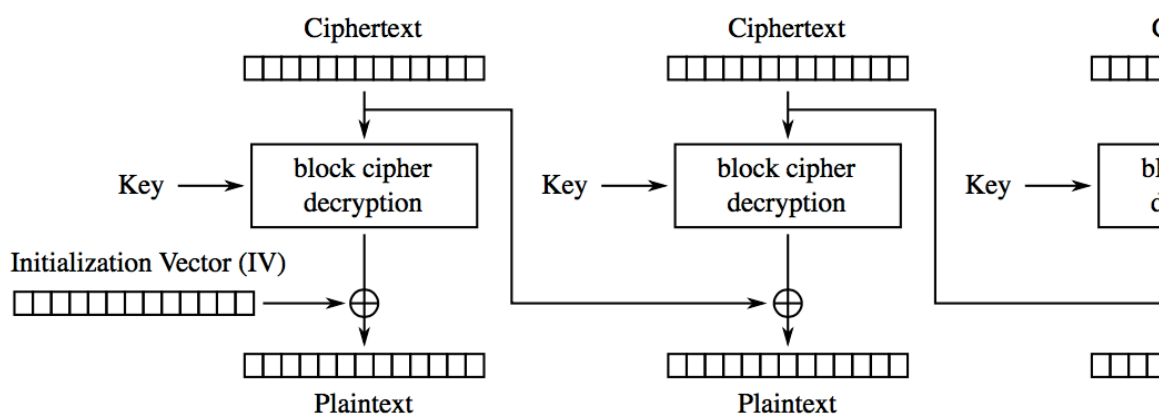 Ciphertext
Ciphertext
block cipher
decryption
block cipher
decryption
Key
Key
Key
Initialization Vector (IV)
Plaintext
Plaintext